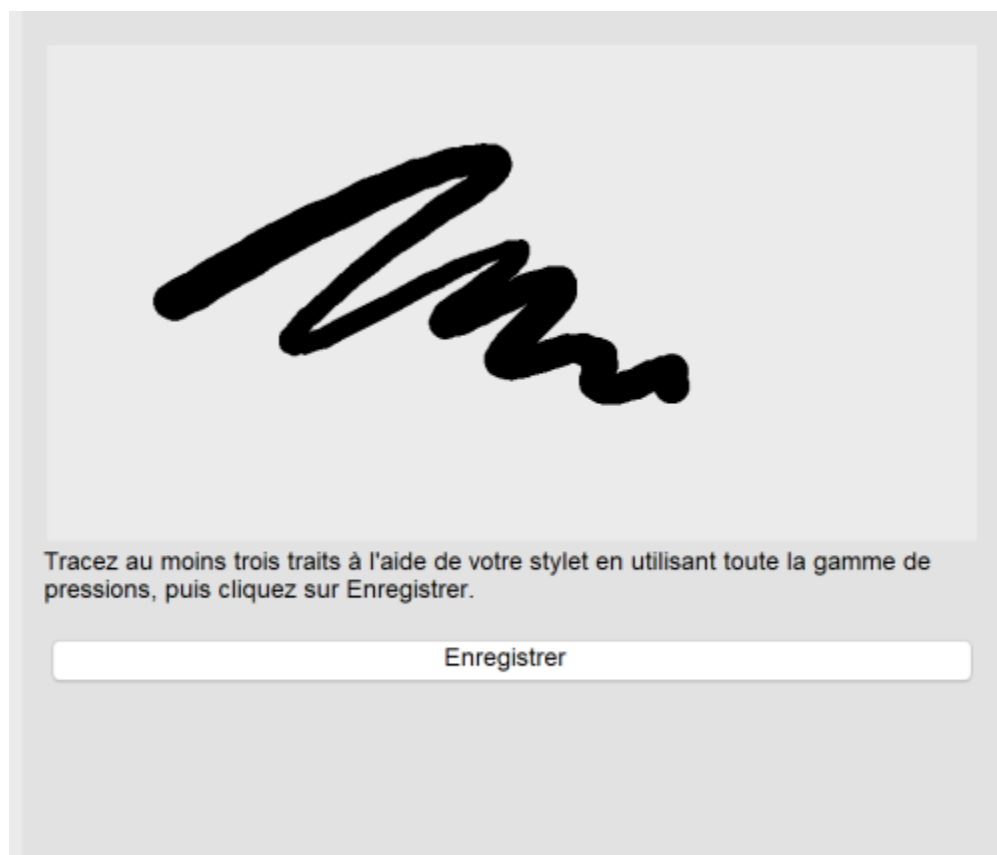 Tracez au moins trois traits à l'aide de votre stylet en utilisant toute la gamme de
pressions, puis cliquez sur Enregistrer.
Enregistrer